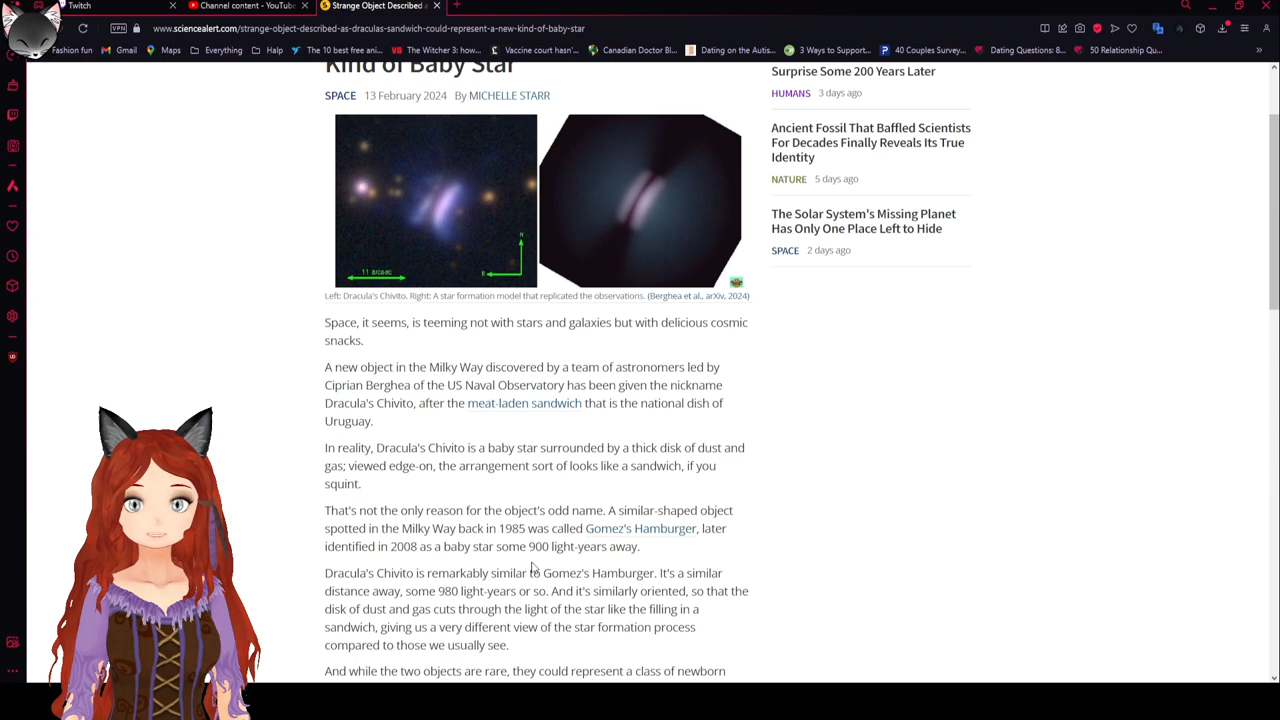 Twitch
Channel content - YouTube
Strange Object Described a
VPN
www.sciencealert.com/strange-object-described-as-draculas-sandwich-could-represent-a-new-kind-of-baby-star
Fashion fun
Gmail
Maps
Everything
Halp
The 10 best free ani...
The Witcher 3: how...
Vaccine court hasn'...
Canadian Doctor Bl...
Dating on the Autis...
3 Ways to Support...
40 Couples Survey...
Dating Questions: 8...
50 Relationship Qu...
Kind of Baby Star
SPACE 13 February 2024 By MICHELLE STARR
11 arcsec
N
E
Left: Dracula's Chivito. Right: A star formation model that replicated the observations. (Berghea et al., arXiv, 2024)
Space, it seems, is teeming not with stars and galaxies but with delicious cosmic
snacks.
A new object in the Milky Way discovered by a team of astronomers led by
Ciprian Berghea of the US Naval Observatory has been given the nickname
Dracula's Chivito, after the meat-laden sandwich that is the national dish of
Uruguay.
In reality, Dracula's Chivito is a baby star surrounded by a thick disk of dust and
gas; viewed edge-on, the arrangement sort of looks like a sandwich, if you
squint.
That's not the only reason for the object's odd name. A similar-shaped object
spotted in the Milky Way back in 1985 was called Gomez's Hamburger, later
identified in 2008 as a baby star some 900 light-years away.
Dracula's Chivito is remarkably similar to Gomez's Hamburger. It's a similar
distance away, some 980 light-years or so. And it's similarly oriented, so that the
disk of dust and gas cuts through the light of the star like the filling in a
sandwich, giving us a very different view of the star formation process
compared to those we usually see.
And while the two objects are rare, they could represent a class of newborn
Surprise Some 200 Years Later
HUMANS 3 days ago
Ancient Fossil That Baffled Scientists
For Decades Finally Reveals Its True
Identity
NATURE 5 days ago
The Solar System's Missing Planet
Has Only One Place Left to Hide
SPACE 2 days ago